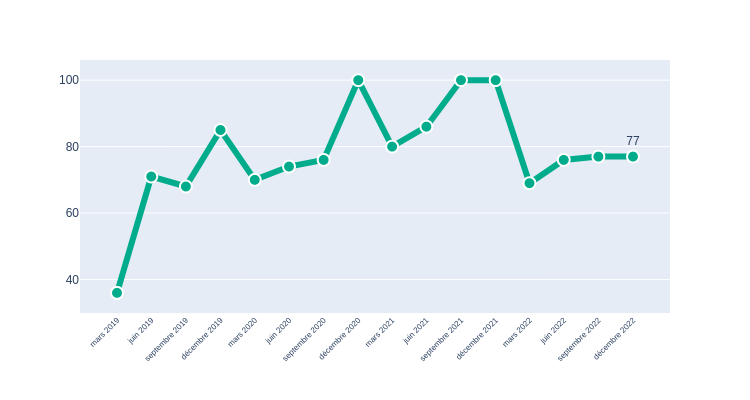 100
80
60
40
77
mars 2019
juin 2019
septembre 2019
décembre 2019
mars 2020
juin 2020
septembre 2020
décembre 2020
mars 2021
juin 2021
septembre 2021
décembre 2021
mars 2022
juin 2022
septembre 2022
décembre 2022